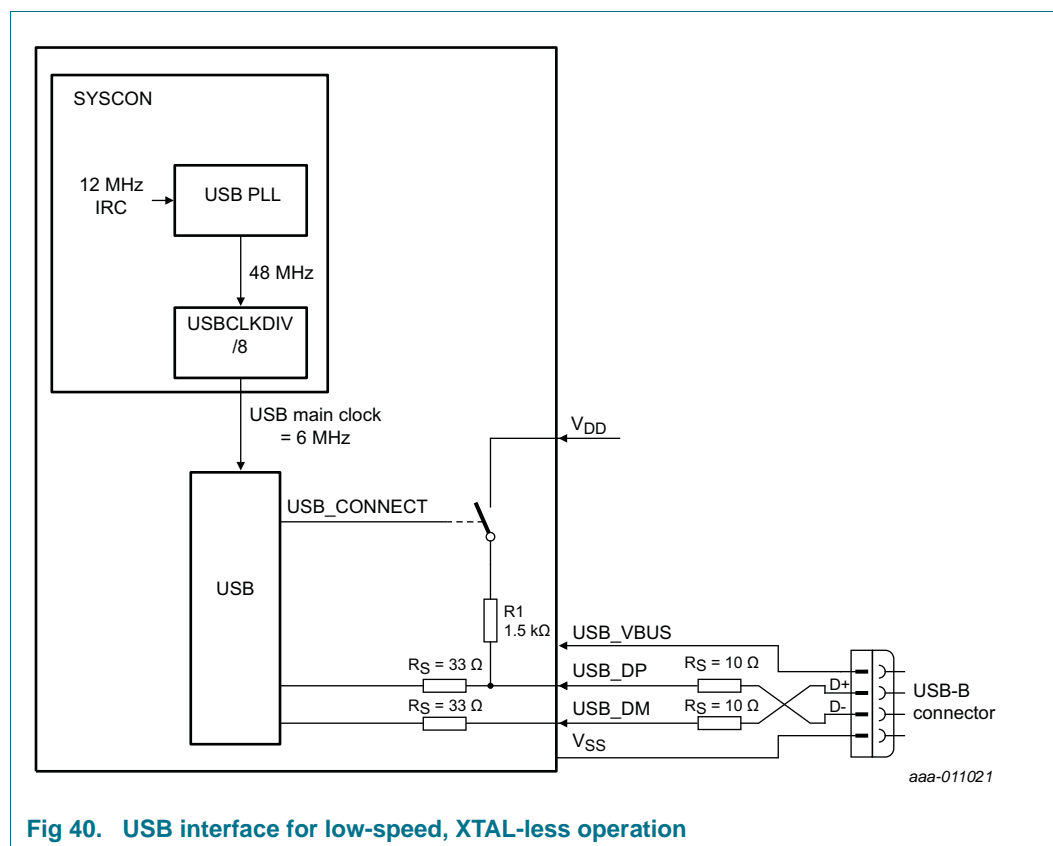 SYSCON
12 MHz
IRC
USB PLL
48 MHz
USBCLKDIV
/8
USB main clock
= 6 MHz
VDD
USB_CONNECT
USB
R1
1.5 kΩ
USB_VBUS
RS = 33 Ω
USB_DP
RS = 10 Ω
D+
USB-B
connector
RS = 33 Ω
USB_DM
RS = 10 Ω
D-
VSS
aaa-011021
Fig 40. USB interface for low-speed, XTAL-less operation